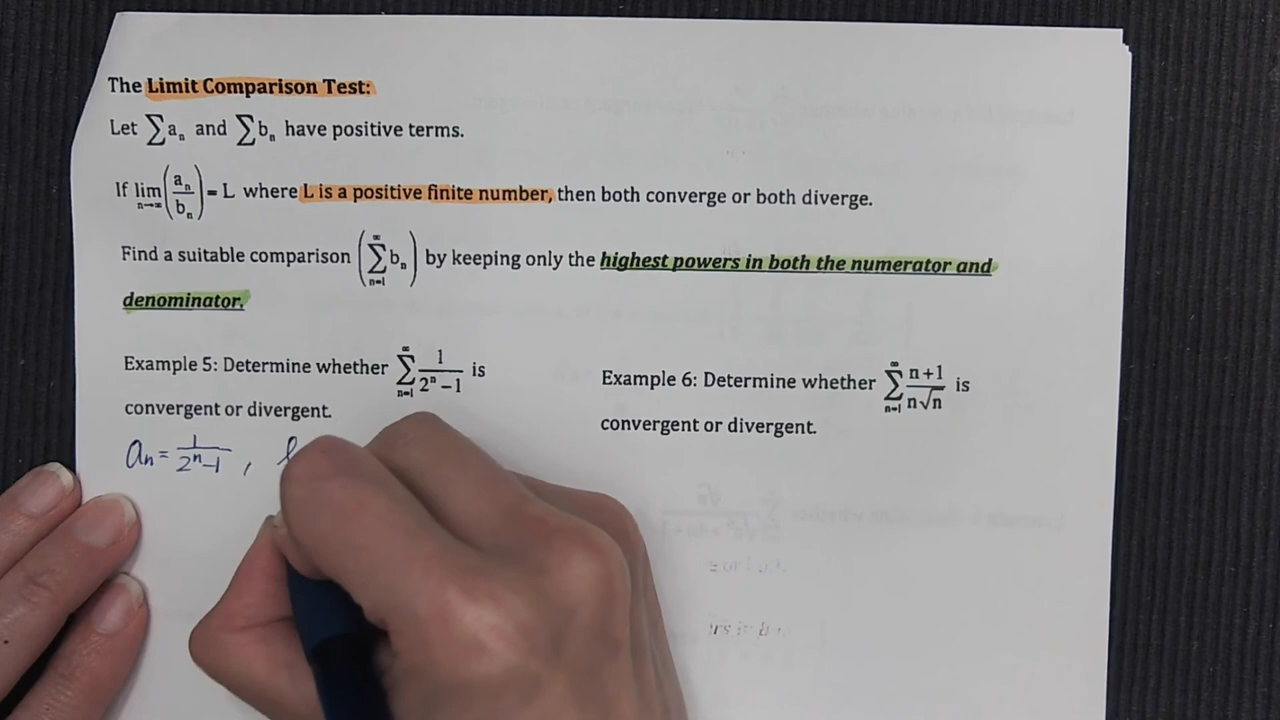 The Limit Comparison Test:
Let ∑aₙ and ∑bₙ have positive terms.
If lim n→∞ (aₙ/bₙ) = L where L is a positive finite number, then both converge or both diverge.
Find a suitable comparison (∑ n=1 ∞ bₙ) by keeping only the highest powers in both the numerator and
denominator.
Example 5: Determine whether ∑ n=1 ∞ 1/(2ⁿ – 1) is
convergent or divergent.
aₙ = 1/(2ⁿ–1) ,
Example 6: Determine whether ∑ n=1 ∞ (n+1)/(n√n) is
convergent or divergent.